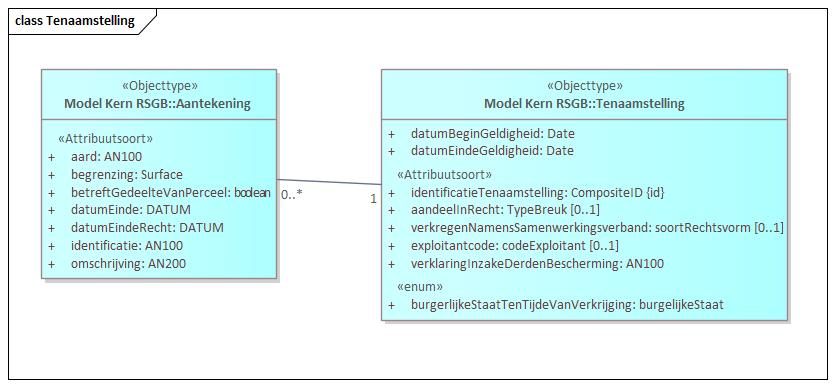 class Tenaamstelling
«Objecttype»
Model Kern RSGB::Aantekening
«Attribuutsoort»
+ aard: AN100
+ begrenzing: Surface
+ betreftGedeelteVanPerceel: boolean
+ datumEinde: DATUM
+ datumEindeRecht: DATUM
+ identificatie: AN100
+ omschrijving: AN200
0..*
1
«Objecttype»
Model Kern RSGB::Tenaamstelling
+ datumBeginGeldigheid: Date
+ datumEindeGeldigheid: Date
«Attribuutsoort»
+ identificatieTenaamstelling: CompositeID {id}
+ aandeelInRecht: TypeBreuk [0..1]
+ verkregenNamensSamenwerkingsverband: soortRechtsvorm [0..1]
+ exploitantcode: codeExploitant [0..1]
+ verklaringInzakeDerdenBescherming: AN100
«enum»
+ burgerlijkeStaatTenTijdeVanVerkrijging: burgelijkeStaat